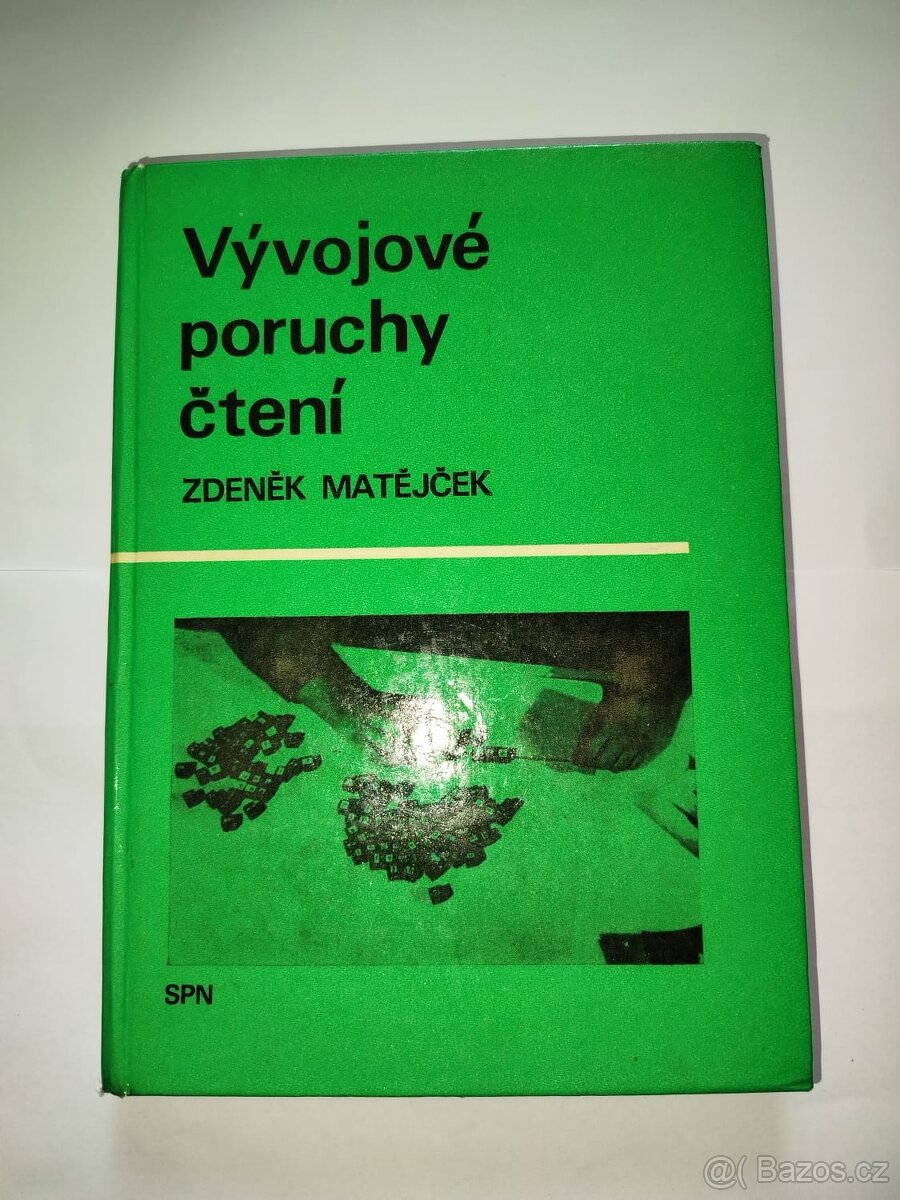 Vývojové
poruchy
čtení
ZDENĚK MATĚJČEK
SPN
@( Bazos.cz